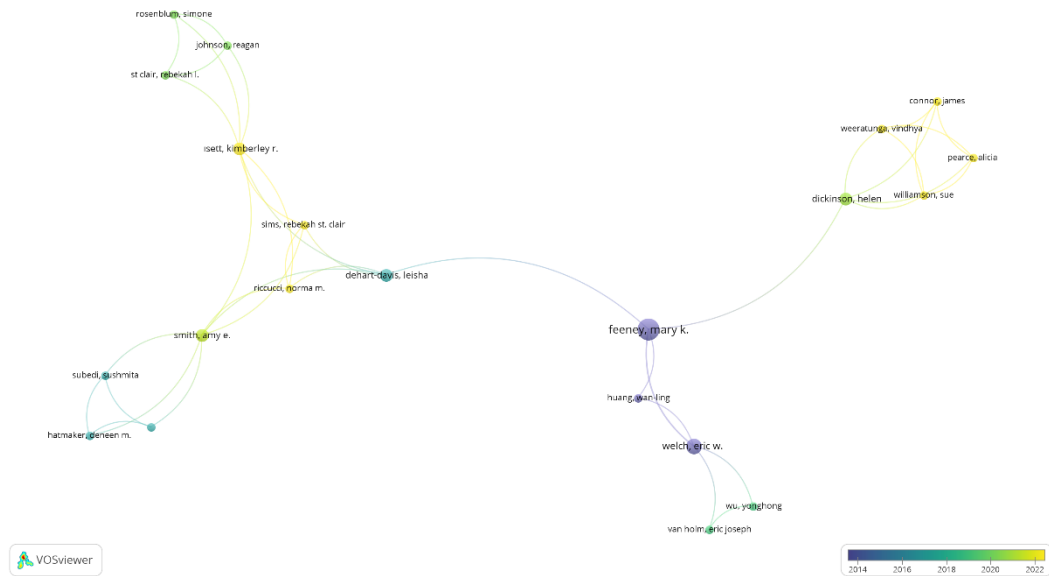 rosenblum, simone
johnson, reagan
st clair, rebekah l.
isett, kimberley r.
sims, rebekah st. clair
riccucci, norma m.
dehart-davis, leisha
smith, amy e.
subedi, sushmita
hatmaker, deneen m.
connor, james
weeratunga, vindhya
pearce, alicia
williamson, sue
dickinson, helen
feeney, mary k.
huang, wan-ling
welch, eric w.
wu, yonghong
van holm, eric joseph
VOSviewer
2014 2016 2018 2020 2022